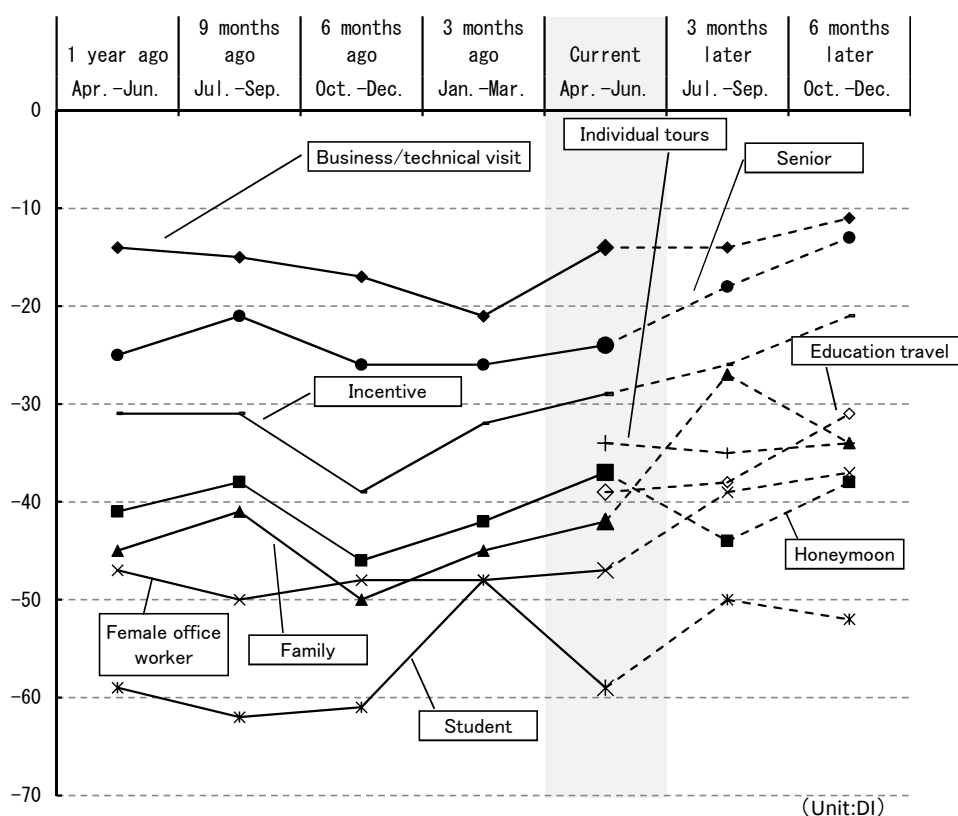 1 year ago
9 months
ago
6 months
ago
3 months
ago
Current
3 months
later
6 months
later
Apr.-Jun.
Jul.-Sep.
Oct.-Dec.
Jan.-Mar.
Apr.-Jun.
Jul.-Sep.
Oct.-Dec.
0
Individual tours
Business/technical visit
Senior
-10
-20
Education travel
Incentive
-30
-40
Honeymoon
-50
Female office
worker
Family
-60
Student
-70
(Unit:DI)